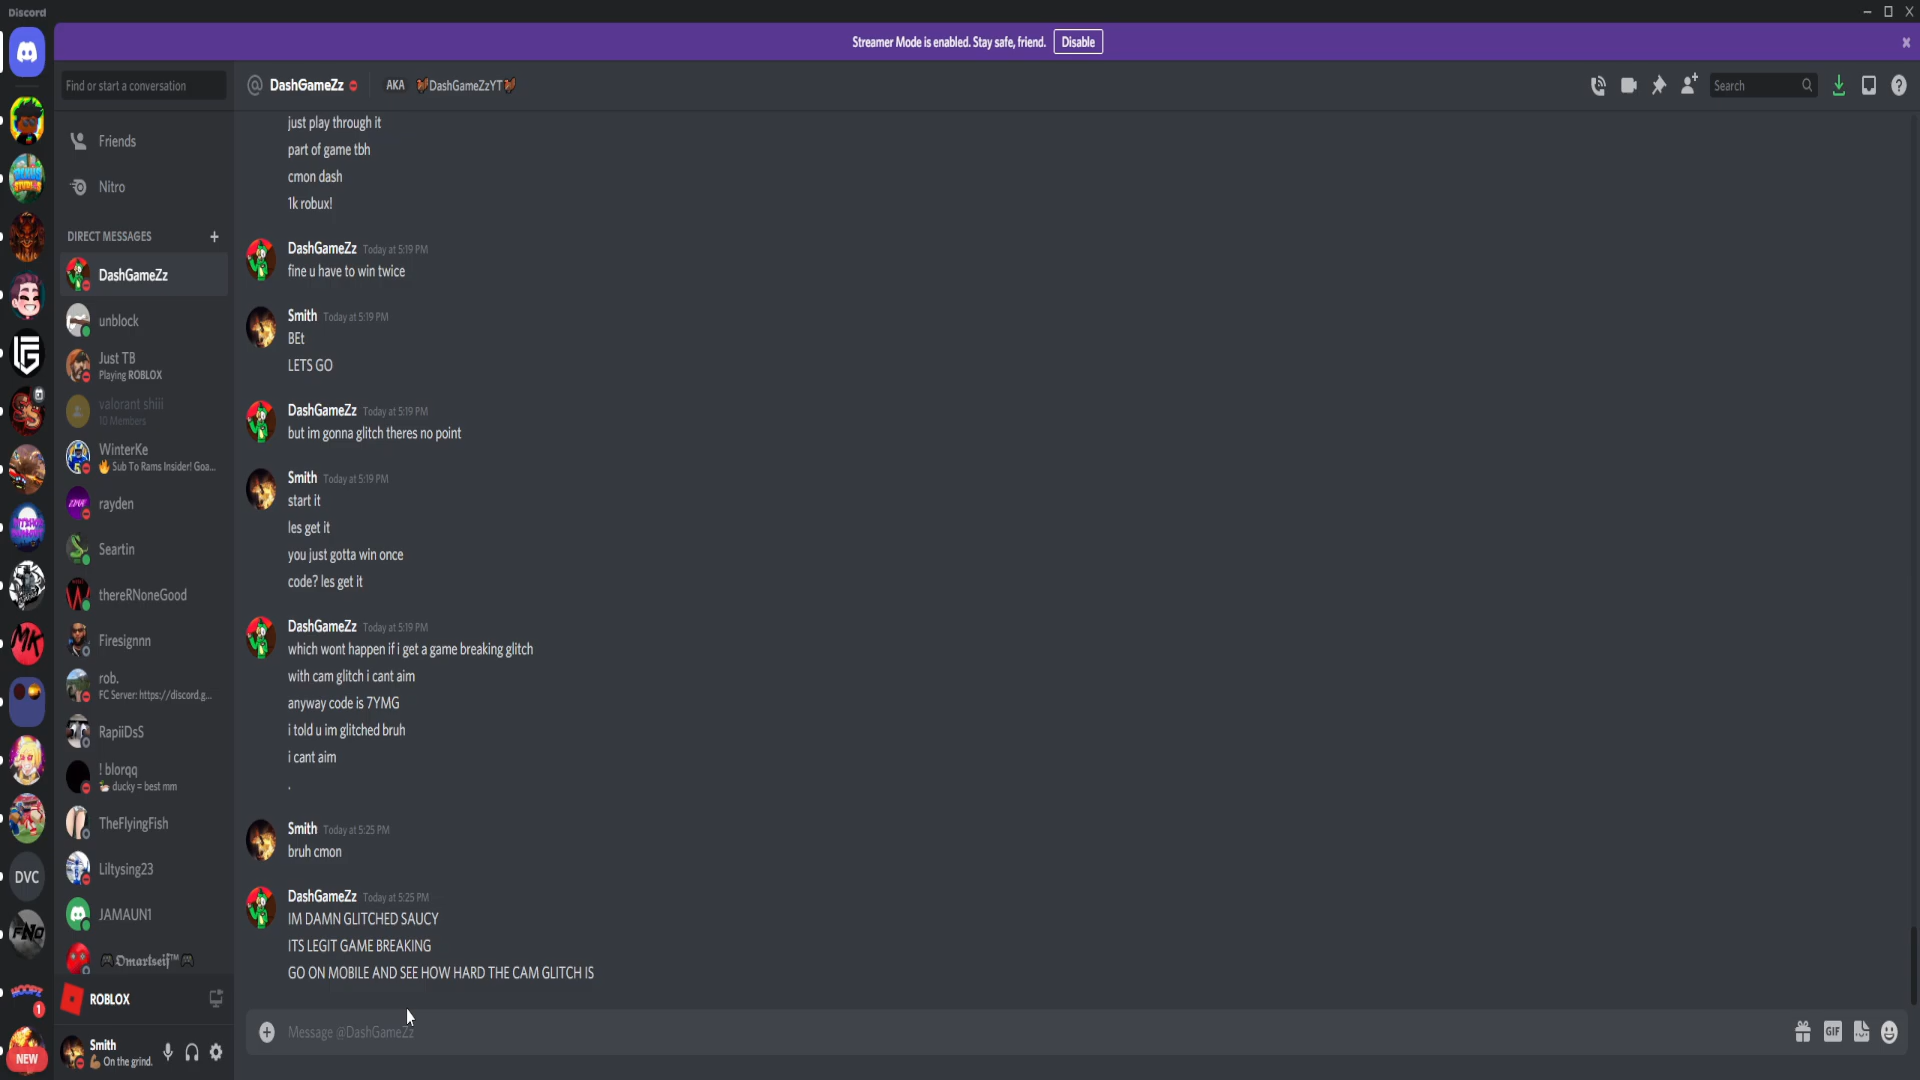 Discord
Streamer Mode is enabled. Stay safe, friend. Disable
Find or start a conversation
DashGameZz AKA DashGameZzYT
Search
Friends
Nitro
DIRECT MESSAGES
DashGameZz
unblock
Just TB
Playing ROBLOX
valorant shiii
10 Members
WinterKe
Sub To Rams Insider! Goa...
rayden
Seartin
thereRNoneGood
Firesignnn
rob.
FC Server: https://discord.g...
RapiiDsS
! blorqq
ducky = best mm
TheFlyingFish
Liltysing23
JAMAUN1
𝕯𝖒𝖆𝖗𝖐𝖘𝖊𝖎𝖋™
ROBLOX
Smith
On the grind.
MK
DVC
FNO
1
NEW
just play through it
part of game tbh
cmon dash
1k robux!
DashGameZz Today at 5:19 PM
fine u have to win twice
Smith Today at 5:19 PM
BEt
LETS GO
DashGameZz Today at 5:19 PM
but im gonna glitch theres no point
Smith Today at 5:19 PM
start it
les get it
you just gotta win once
code? les get it
DashGameZz Today at 5:19 PM
which wont happen if i get a game breaking glitch
with cam glitch i cant aim
anyway code is 7YMG
i told u im glitched bruh
i cant aim
.
Smith Today at 5:25 PM
bruh cmon
DashGameZz Today at 5:25 PM
IM DAMN GLITCHED SAUCY
ITS LEGIT GAME BREAKING
GO ON MOBILE AND SEE HOW HARD THE CAM GLITCH IS
Message @DashGameZz
GIF